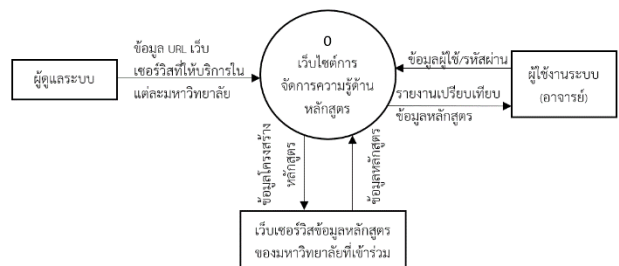 0
เว็บไซต์การ
จัดการความรู้ด้าน
หลักสูตร
ผู้ดูแลระบบ
ข้อมูล URL เว็บ
เซอร์วิสที่ให้บริการใน
แต่ละมหาวิทยาลัย
ข้อมูลผู้ใช้/รหัสผ่าน
รายงานเปรียบเทียบ
ข้อมูลหลักสูตร
ผู้ใช้งานระบบ
(อาจารย์)
ข้อมูลโครงสร้าง
หลักสูตร
ข้อมูลหลักสูตร
เว็บเซอร์วิสข้อมูลหลักสูตร
ของมหาวิทยาลัยที่เข้าร่วม